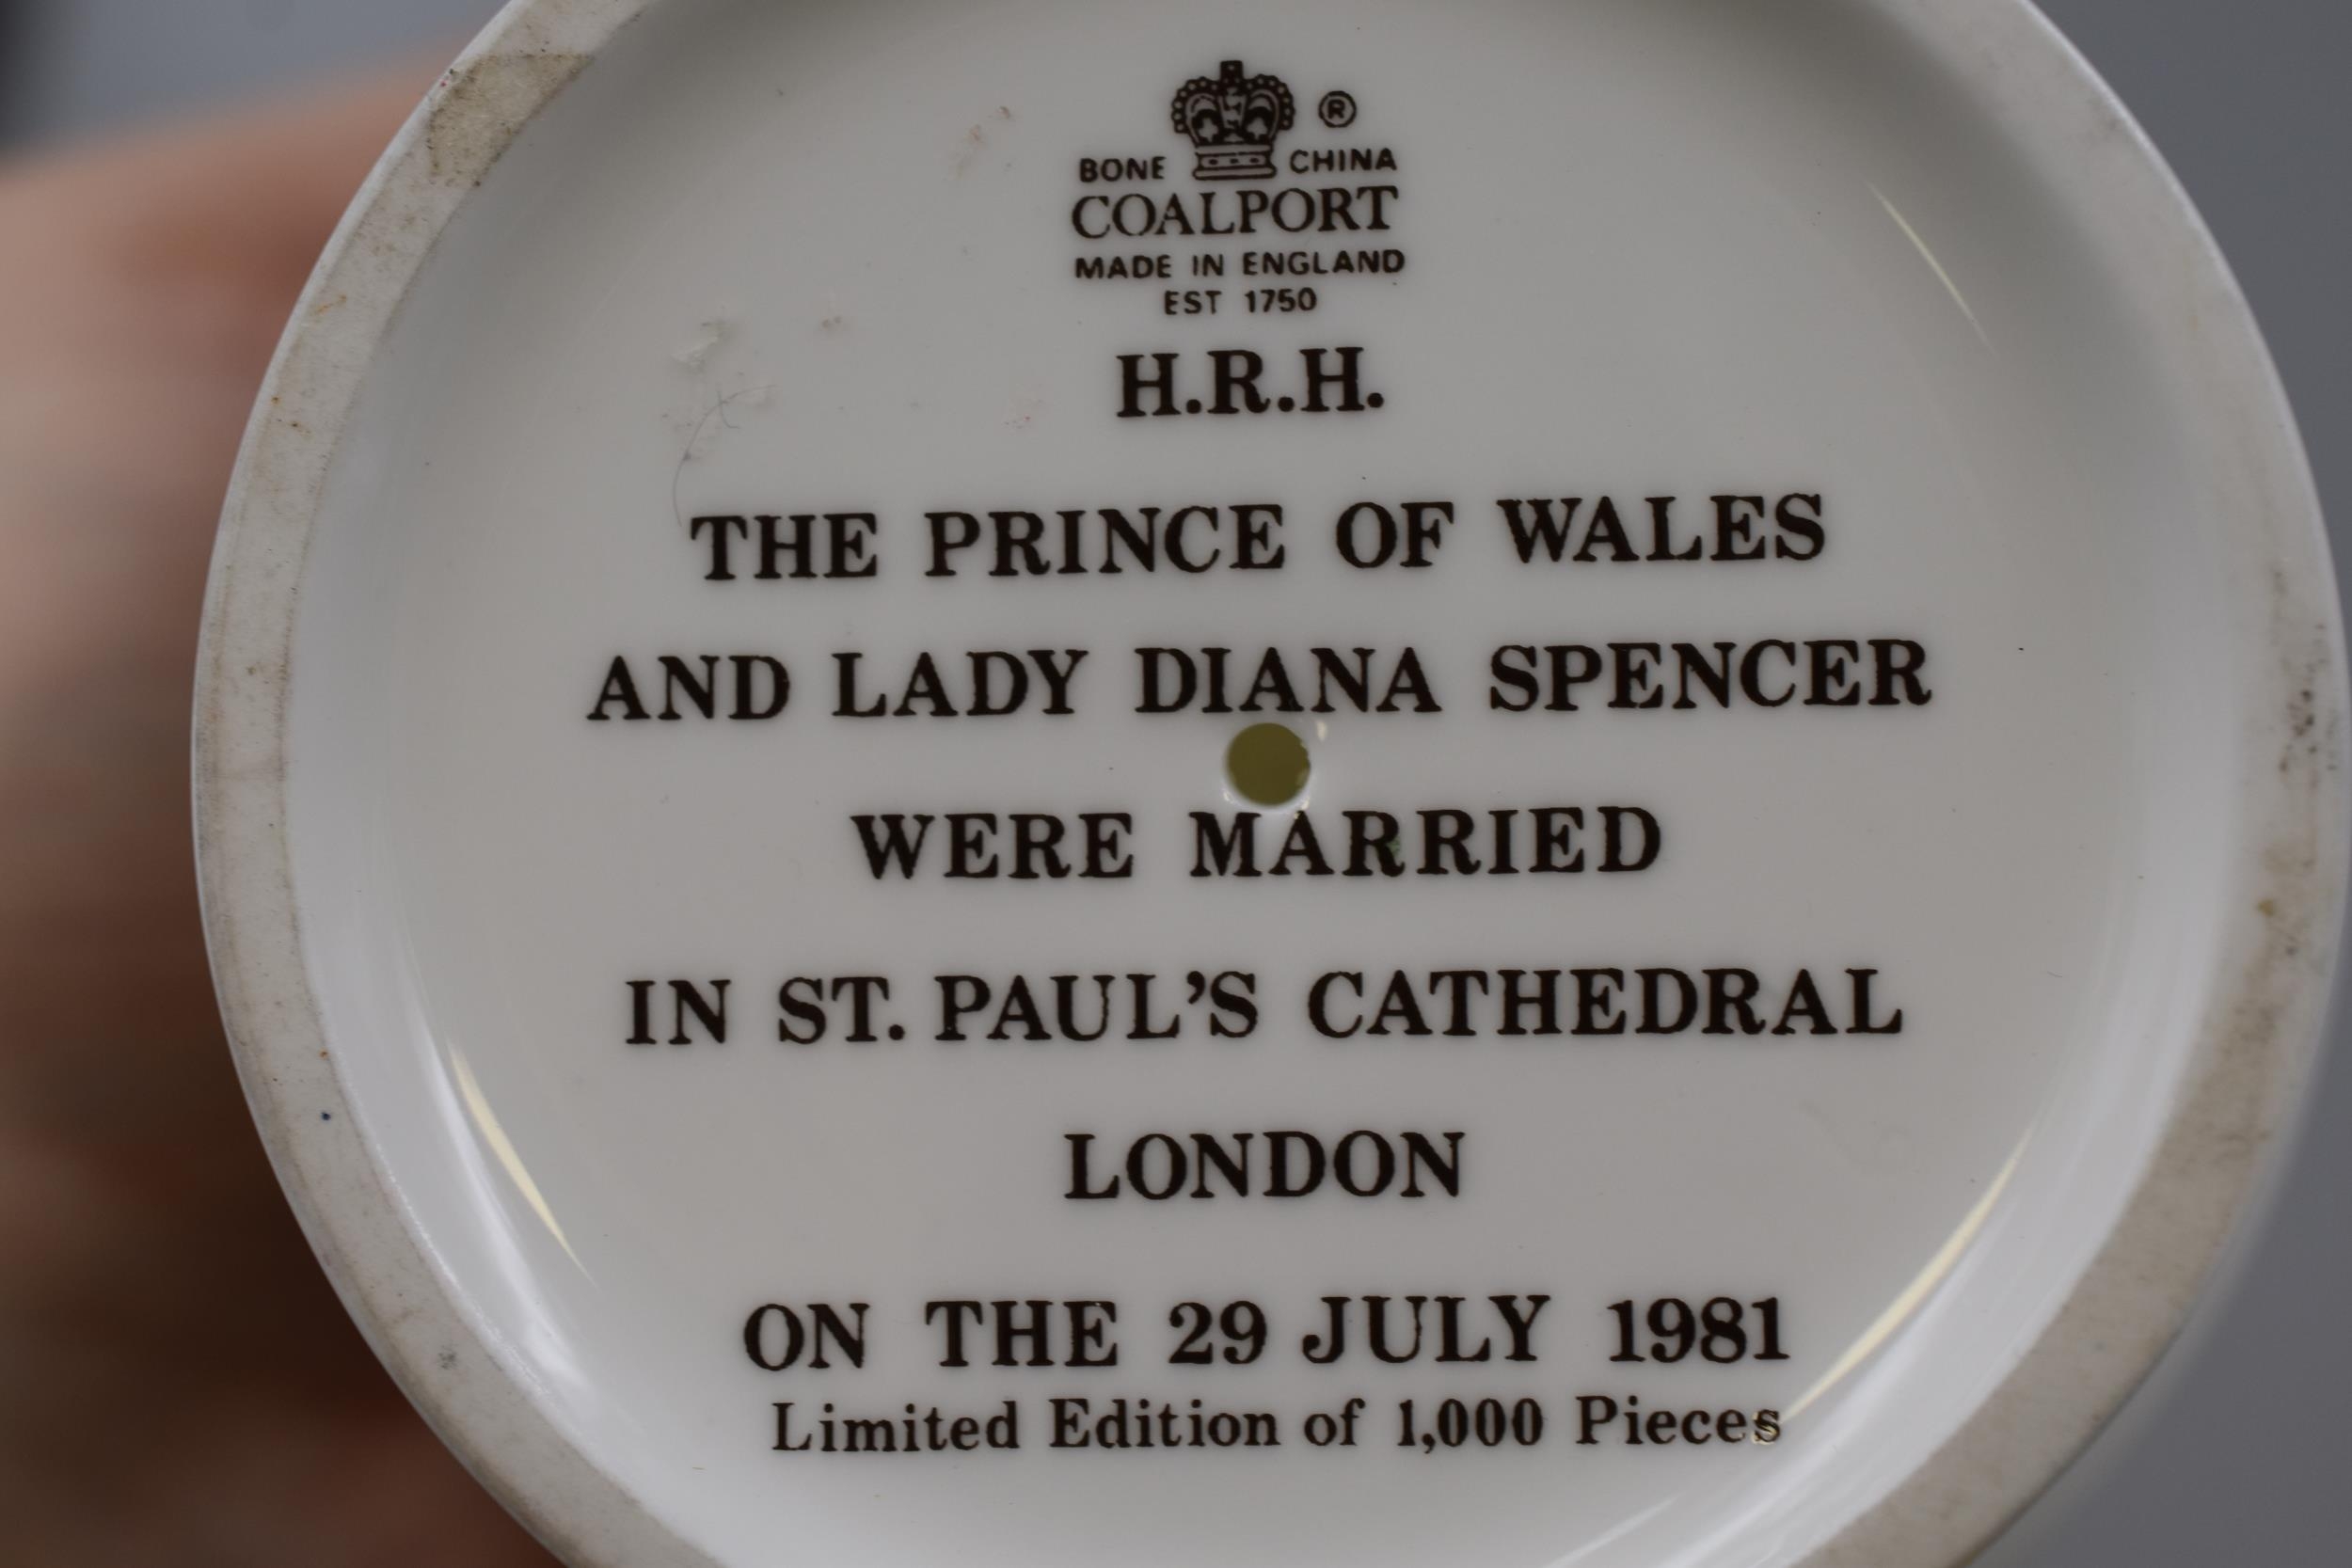 ®
BONE CHINA
COALPORT
MADE IN ENGLAND
EST 1750
H.R.H.
THE PRINCE OF WALES
AND LADY DIANA SPENCER
WERE MARRIED
IN ST. PAUL'S CATHEDRAL
LONDON
ON THE 29 JULY 1981
Limited Edition of 1,000 Pieces